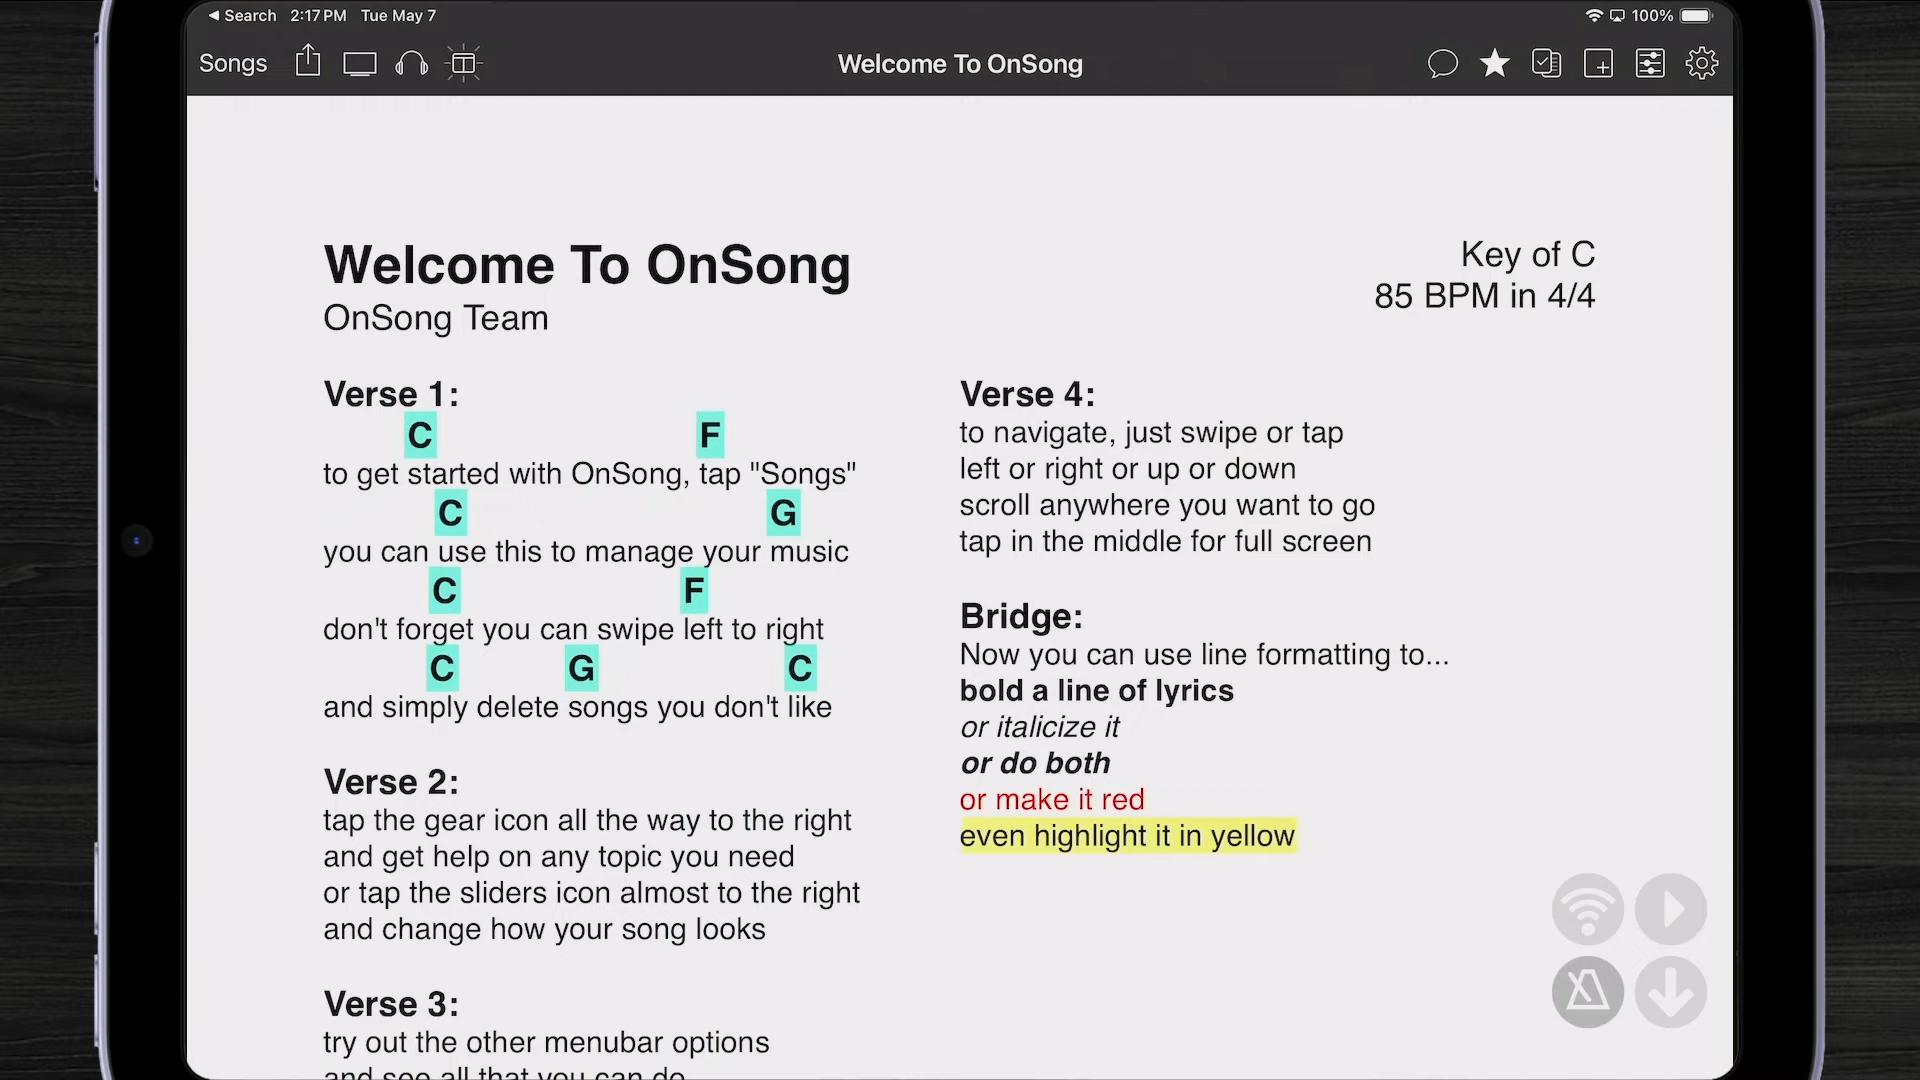 Search 2:17 PM Tue May 7
100%
Songs
Welcome To OnSong
Welcome To OnSong
OnSong Team
Key of C
85 BPM in 4/4
Verse 1:
C F
to get started with OnSong, tap "Songs"
C G
you can use this to manage your music
C F
don't forget you can swipe left to right
C G C
and simply delete songs you don't like
Verse 2:
tap the gear icon all the way to the right
and get help on any topic you need
or tap the sliders icon almost to the right
and change how your song looks
Verse 3:
try out the other menubar options
and see all that you can do
Verse 4:
to navigate, just swipe or tap
left or right or up or down
scroll anywhere you want to go
tap in the middle for full screen
Bridge:
Now you can use line formatting to...
bold a line of lyrics
or italicize it
or do both
or make it red
even highlight it in yellow